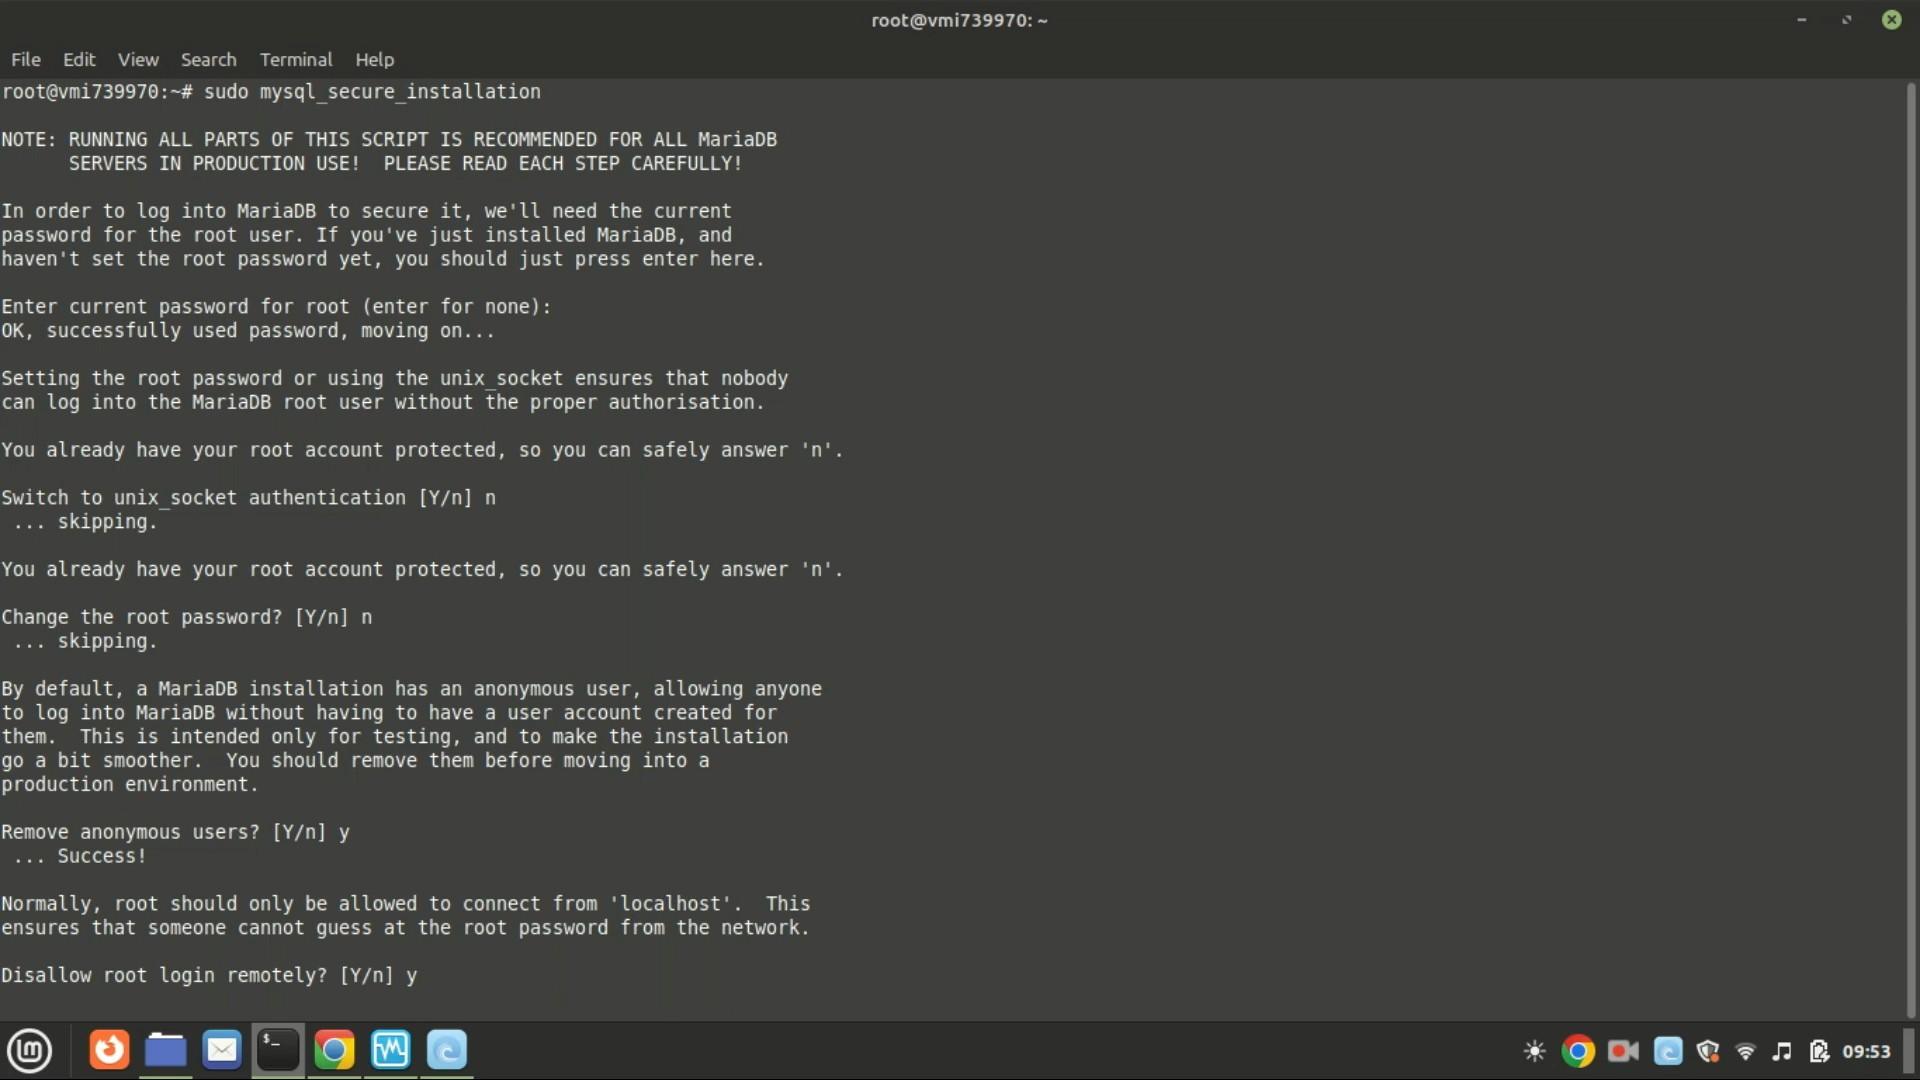 root@vmi739970: ~
File Edit View Search Terminal Help
root@vmi739970:~# sudo mysql_secure_installation
NOTE: RUNNING ALL PARTS OF THIS SCRIPT IS RECOMMENDED FOR ALL MariaDB
SERVERS IN PRODUCTION USE!  PLEASE READ EACH STEP CAREFULLY!
In order to log into MariaDB to secure it, we'll need the current
password for the root user. If you've just installed MariaDB, and
haven't set the root password yet, you should just press enter here.
Enter current password for root (enter for none):
OK, successfully used password, moving on...
Setting the root password or using the unix_socket ensures that nobody
can log into the MariaDB root user without the proper authorisation.
You already have your root account protected, so you can safely answer 'n'.
Switch to unix_socket authentication [Y/n] n
... skipping.
You already have your root account protected, so you can safely answer 'n'.
Change the root password? [Y/n] n
... skipping.
By default, a MariaDB installation has an anonymous user, allowing anyone
to log into MariaDB without having to have a user account created for
them.  This is intended only for testing, and to make the installation
go a bit smoother.  You should remove them before moving into a
production environment.
Remove anonymous users? [Y/n] y
... Success!
Normally, root should only be allowed to connect from 'localhost'.  This
ensures that someone cannot guess at the root password from the network.
Disallow root login remotely? [Y/n] y
$_
09:53